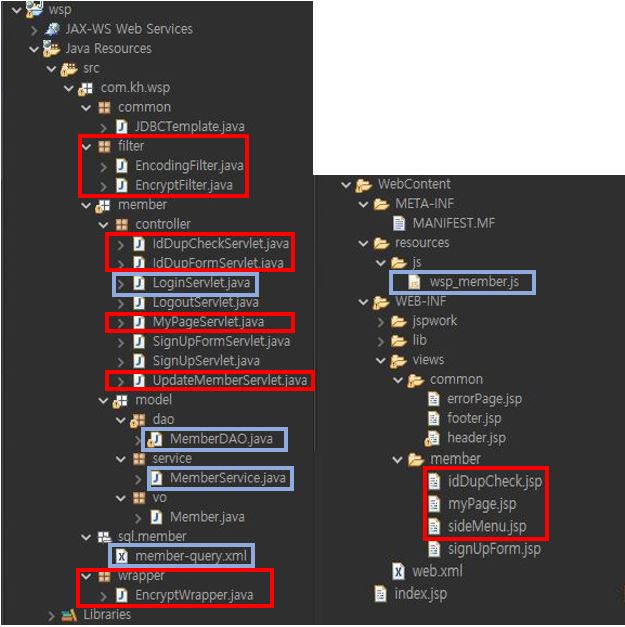 wsp
JAX-WS Web Services
Java Resources
src
com.kh.wsp
common
JDBCTemplate.java
filter
EncodingFilter.java
EncryptFilter.java
member
controller
IdDupCheckServlet.java
IdDupFormServlet.java
LoginServlet.java
LogoutServlet.java
MyPageServlet.java
SignUpFormServlet.java
SignUpServlet.java
UpdateMemberServlet.java
model
dao
MemberDAO.java
service
MemberService.java
vo
Member.java
sql.member
member-query.xml
wrapper
EncryptWrapper.java
Libraries
WebContent
META-INF
MANIFEST.MF
resources
js
wsp_member.js
WEB-INF
jspwork
lib
views
common
errorPage.jsp
footer.jsp
header.jsp
member
idDupCheck.jsp
myPage.jsp
sideMenu.jsp
signUpForm.jsp
web.xml
index.jsp